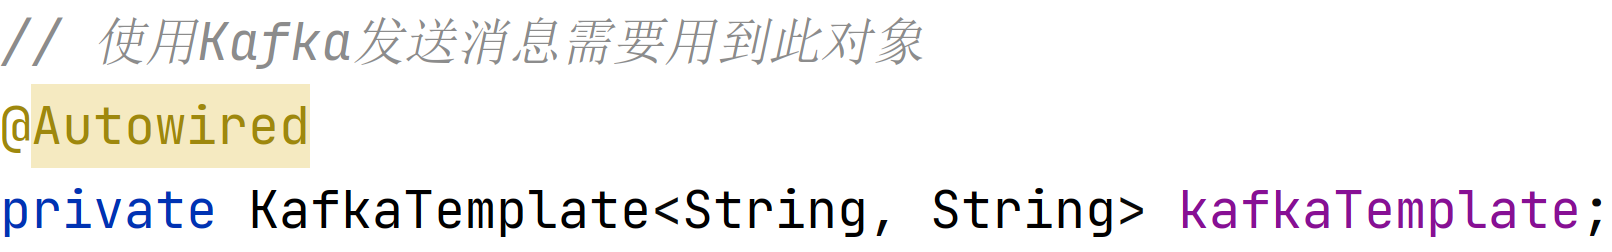 // 使用Kafka发送消息需要用到此对象
@Autowired
private KafkaTemplate<String, String> kafkaTemplate;